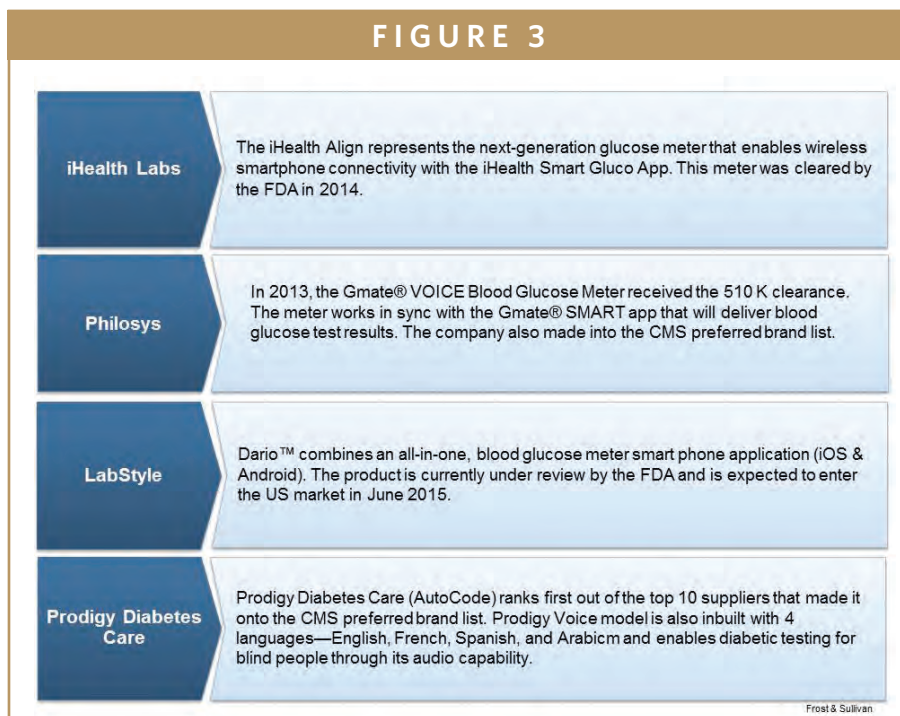 FIGURE 3
iHealth Labs
The iHealth Align represents the next-generation glucose meter that enables wireless
smartphone connectivity with the iHealth Smart Gluco App. This meter was cleared by
the FDA in 2014.
Philosys
In 2013, the Gmate® VOICE Blood Glucose Meter received the 510 K clearance.
The meter works in sync with the Gmate® SMART app that will deliver blood
glucose test results. The company also made into the CMS preferred brand list.
LabStyle
Dario™ combines an all-in-one, blood glucose meter smart phone application (iOS &
Android). The product is currently under review by the FDA and is expected to enter
the US market in June 2015.
Prodigy Diabetes
Care
Prodigy Diabetes Care (AutoCode) ranks first out of the top 10 suppliers that made it
onto the CMS preferred brand list. Prodigy Voice model is also inbuilt with 4
languages—English, French, Spanish, and Arabicm and enables diabetic testing for
blind people through its audio capability.
Frost & Sullivan